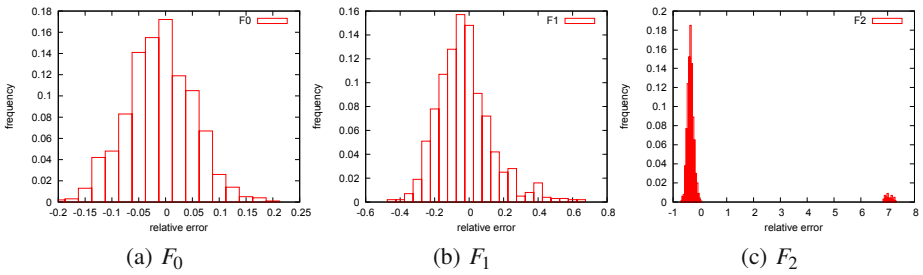 F0
0.18
0.16
0.14
0.12
0.1
0.08
0.06
0.04
0.02
0
frequency
-0.2 -0.15 -0.1 -0.05 0 0.05 0.1 0.15 0.2 0.25
relative error
(a) F0
F1
0.16
0.14
0.12
0.1
0.08
0.06
0.04
0.02
0
frequency
-0.6 -0.4 -0.2 0 0.2 0.4 0.6 0.8
relative error
(b) F1
F2
0.2
0.18
0.16
0.14
0.12
0.1
0.08
0.06
0.04
0.02
0
frequency
-1 0 1 2 3 4 5 6 7 8
relative error
(c) F2